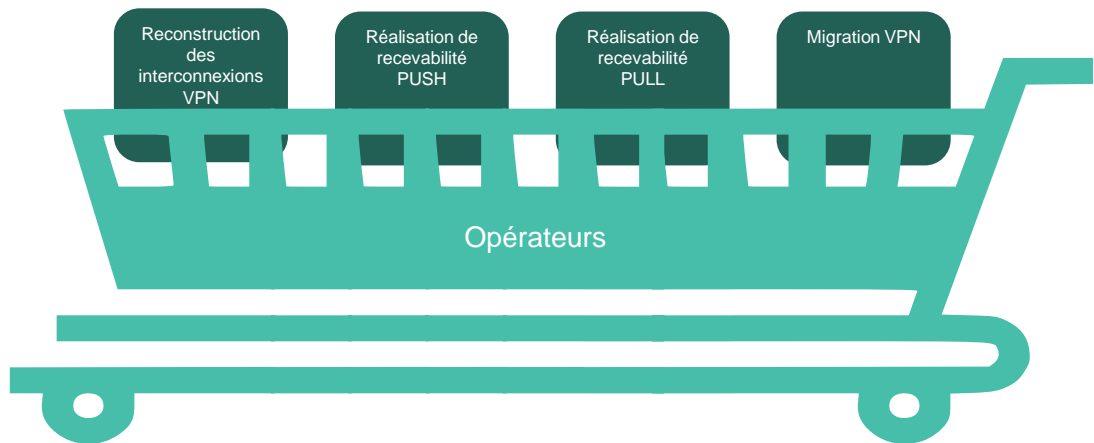 Reconstruction
des
interconnexions
VPN
Réalisation de
recevabilité
PUSH
Réalisation de
recevabilité
PULL
Migration VPN
Opérateurs